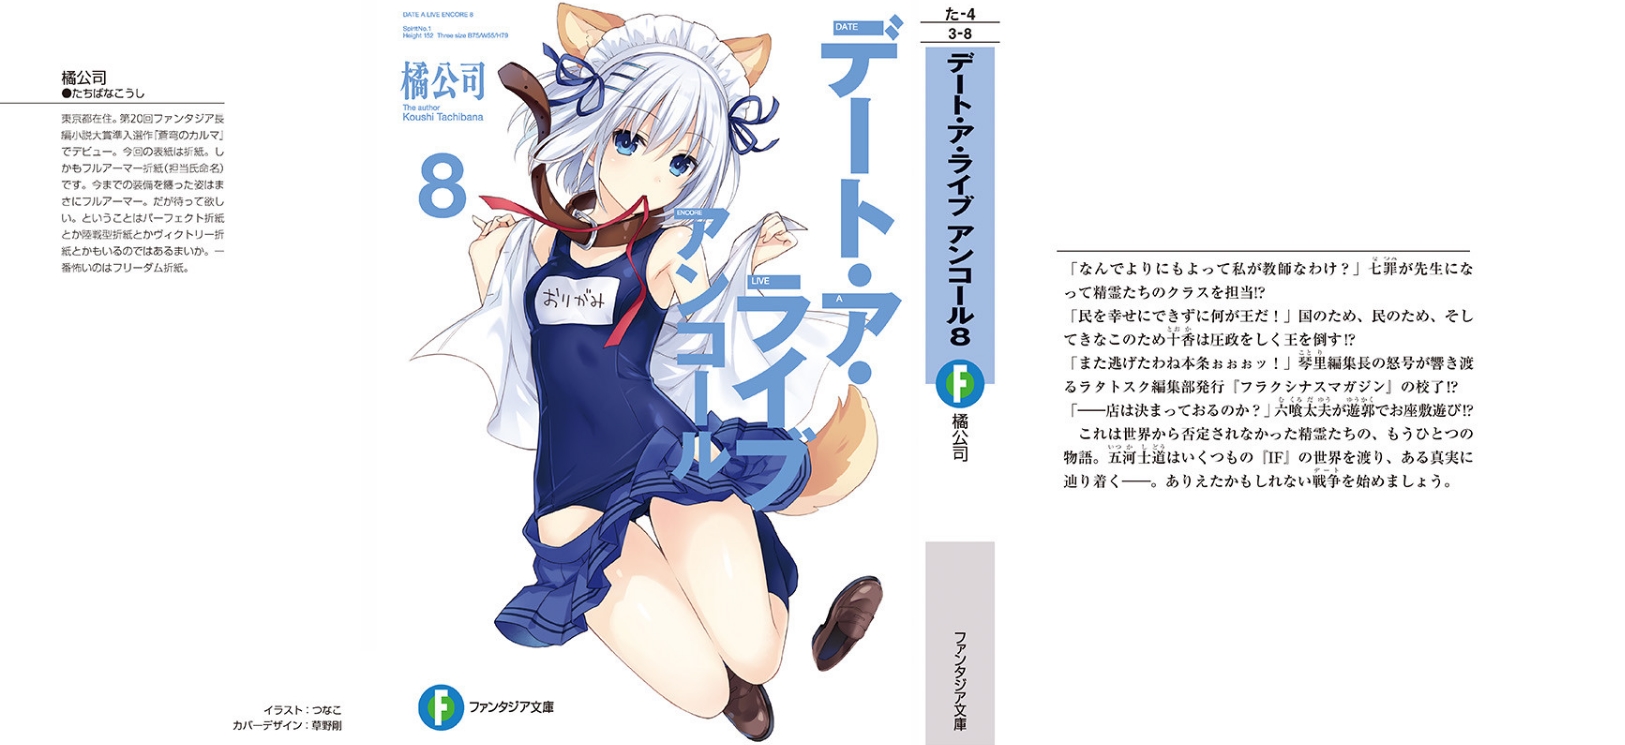 橘公司
●たちばなこうし
東京都在住。第20回ファンタジア長
編小説大賞準入選作「蒼穹のカルマ」
でデビュー。今回の表紙は折紙。し
かもフルアーマー折紙(担当氏命名)
です。今までの装備を纏った姿はま
さにフルアーマー。だが待って欲し
い。ということはパーフェクト折紙
とか陸戦型折紙とかヴィクトリー折
紙とかもいるのではあるまいか。一
番怖いのはフリーダム折紙。
イラスト：つなこ
カバーデザイン：草野剛
DATE A LIVE ENCORE 8
SpiritNo.1
Height 152 Three size B75/W55/H79
橘公司
The author
Koushi Tachibana
8
デート・ア・ライブ
アンコール
DATE
A
LIVE
ENCORE
おりがみ
ファンタジア文庫
た-4
3-8
デート・ア・ライブ アンコール8
橘公司
ファンタジア文庫
「なんでよりにもよって私が教師なわけ？」七罪が先生にな
って精霊たちのクラスを担当!?
「民を幸せにできずに何が王だ！」国のため、民のため、そし
てきなこのため十香は圧政をしく王を倒す!?
「また逃げたわね本条ぉぉぉッ！」琴里編集長の怒号が響き渡
るラタトスク編集部発行『フラクシナスマガジン』の校了!?
「――店は決まっておるのか？」六喰太夫が遊郭でお座敷遊び!?
これは世界から否定されなかった精霊たちの、もうひとつの
物語。五河士道はいくつもの『IF』の世界を渡り、ある真実に
辿り着く――。ありえたかもしれない戦争を始めましょう。